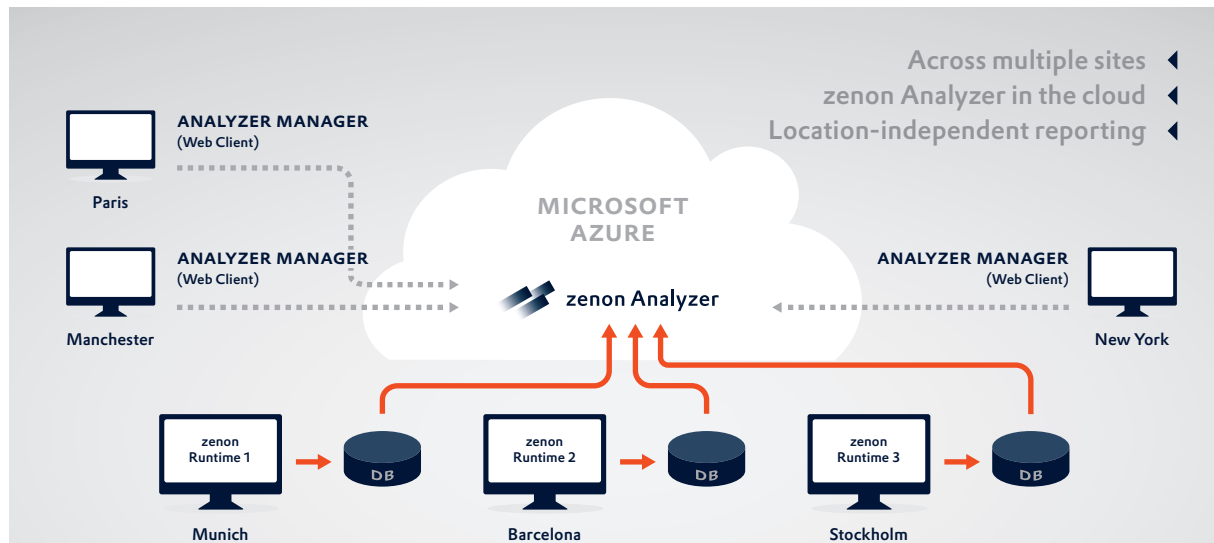 Across multiple sites
zenon Analyzer in the cloud
Location-independent reporting
ANALYZER MANAGER
(Web Client)
Paris
MICROSOFT
AZURE
ANALYZER MANAGER
(Web Client)
Manchester
zenon Analyzer
ANALYZER MANAGER
(Web Client)
New York
zenon
Runtime 1
DB
Munich
zenon
Runtime 2
DB
Barcelona
zenon
Runtime 3
DB
Stockholm